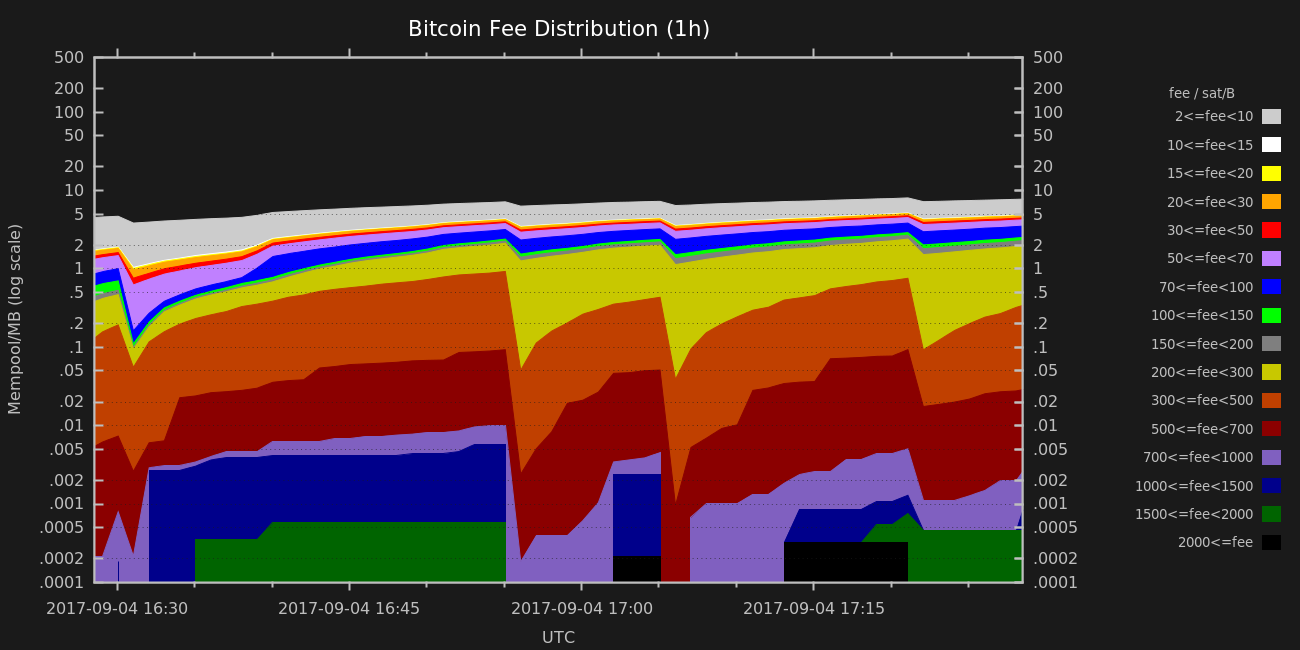 Bitcoin Fee Distribution (1h)
500 500
200 200
100 100
50 50
20 20
10 10
5 5
2 2
1 1
.5 .5
.2 .2
.1 .1
.05 .05
.02 .02
.01 .01
.005 .005
.002 .002
.001 .001
.0005 .0005
.0002 .0002
.0001 .0001
Mempool/MB (log scale)
2017-09-04 16:30 2017-09-04 16:45 2017-09-04 17:00 2017-09-04 17:15
UTC
fee / sat/B
2<=fee<10
10<=fee<15
15<=fee<20
20<=fee<30
30<=fee<50
50<=fee<70
70<=fee<100
100<=fee<150
150<=fee<200
200<=fee<300
300<=fee<500
500<=fee<700
700<=fee<1000
1000<=fee<1500
1500<=fee<2000
2000<=fee